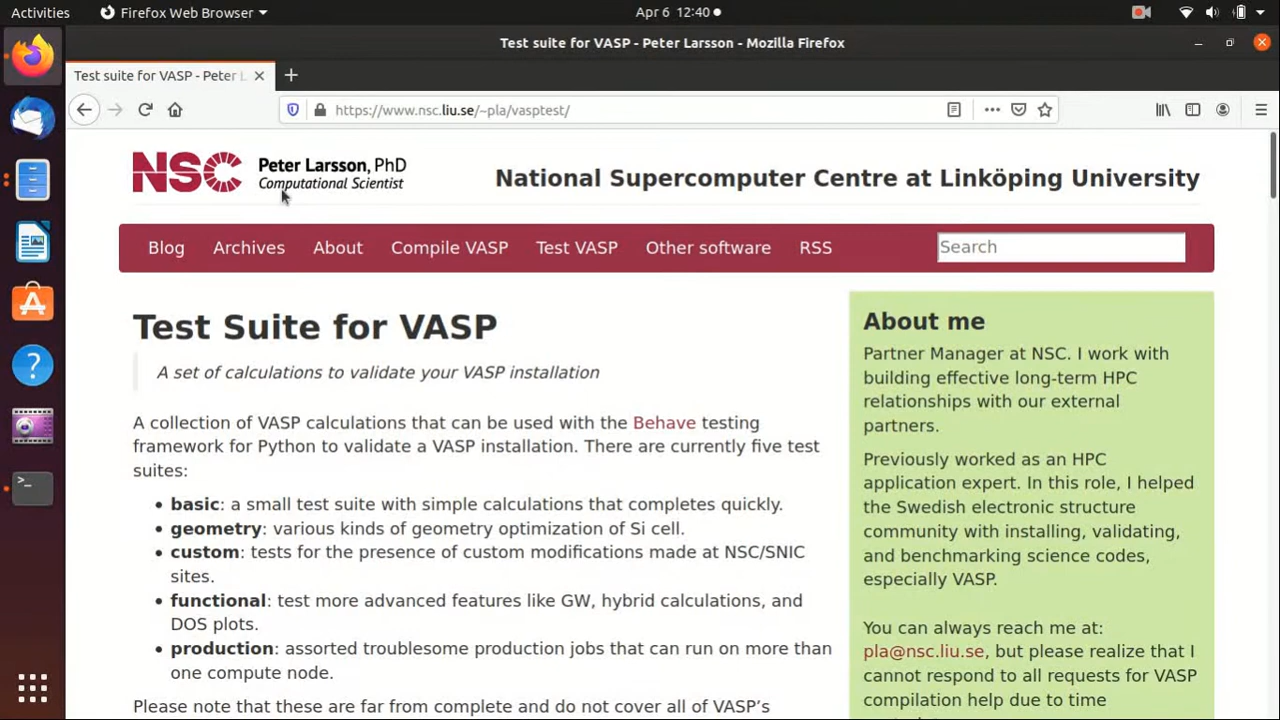 Activities
Firefox Web Browser
Apr 6 12:40
Test suite for VASP - Peter Larsson - Mozilla Firefox
Test suite for VASP - Peter L
https://www.nsc.liu.se/~pla/vasptest/
NSC
Peter Larsson, PhD
Computational Scientist
National Supercomputer Centre at Linköping University
Blog
Archives
About
Compile VASP
Test VASP
Other software
RSS
Search
Test Suite for VASP
A set of calculations to validate your VASP installation
A collection of VASP calculations that can be used with the Behave testing
framework for Python to validate a VASP installation. There are currently five test
suites:
• basic: a small test suite with simple calculations that completes quickly.
• geometry: various kinds of geometry optimization of Si cell.
• custom: tests for the presence of custom modifications made at NSC/SNIC
sites.
• functional: test more advanced features like GW, hybrid calculations, and
DOS plots.
• production: assorted troublesome production jobs that can run on more than
one compute node.
Please note that these are far from complete and do not cover all of VASP's
About me
Partner Manager at NSC. I work with
building effective long-term HPC
relationships with our external
partners.
Previously worked as an HPC
application expert. In this role, I helped
the Swedish electronic structure
community with installing, validating,
and benchmarking science codes,
especially VASP.
You can always reach me at:
pla@nsc.liu.se, but please realize that I
cannot respond to all requests for VASP
compilation help due to time